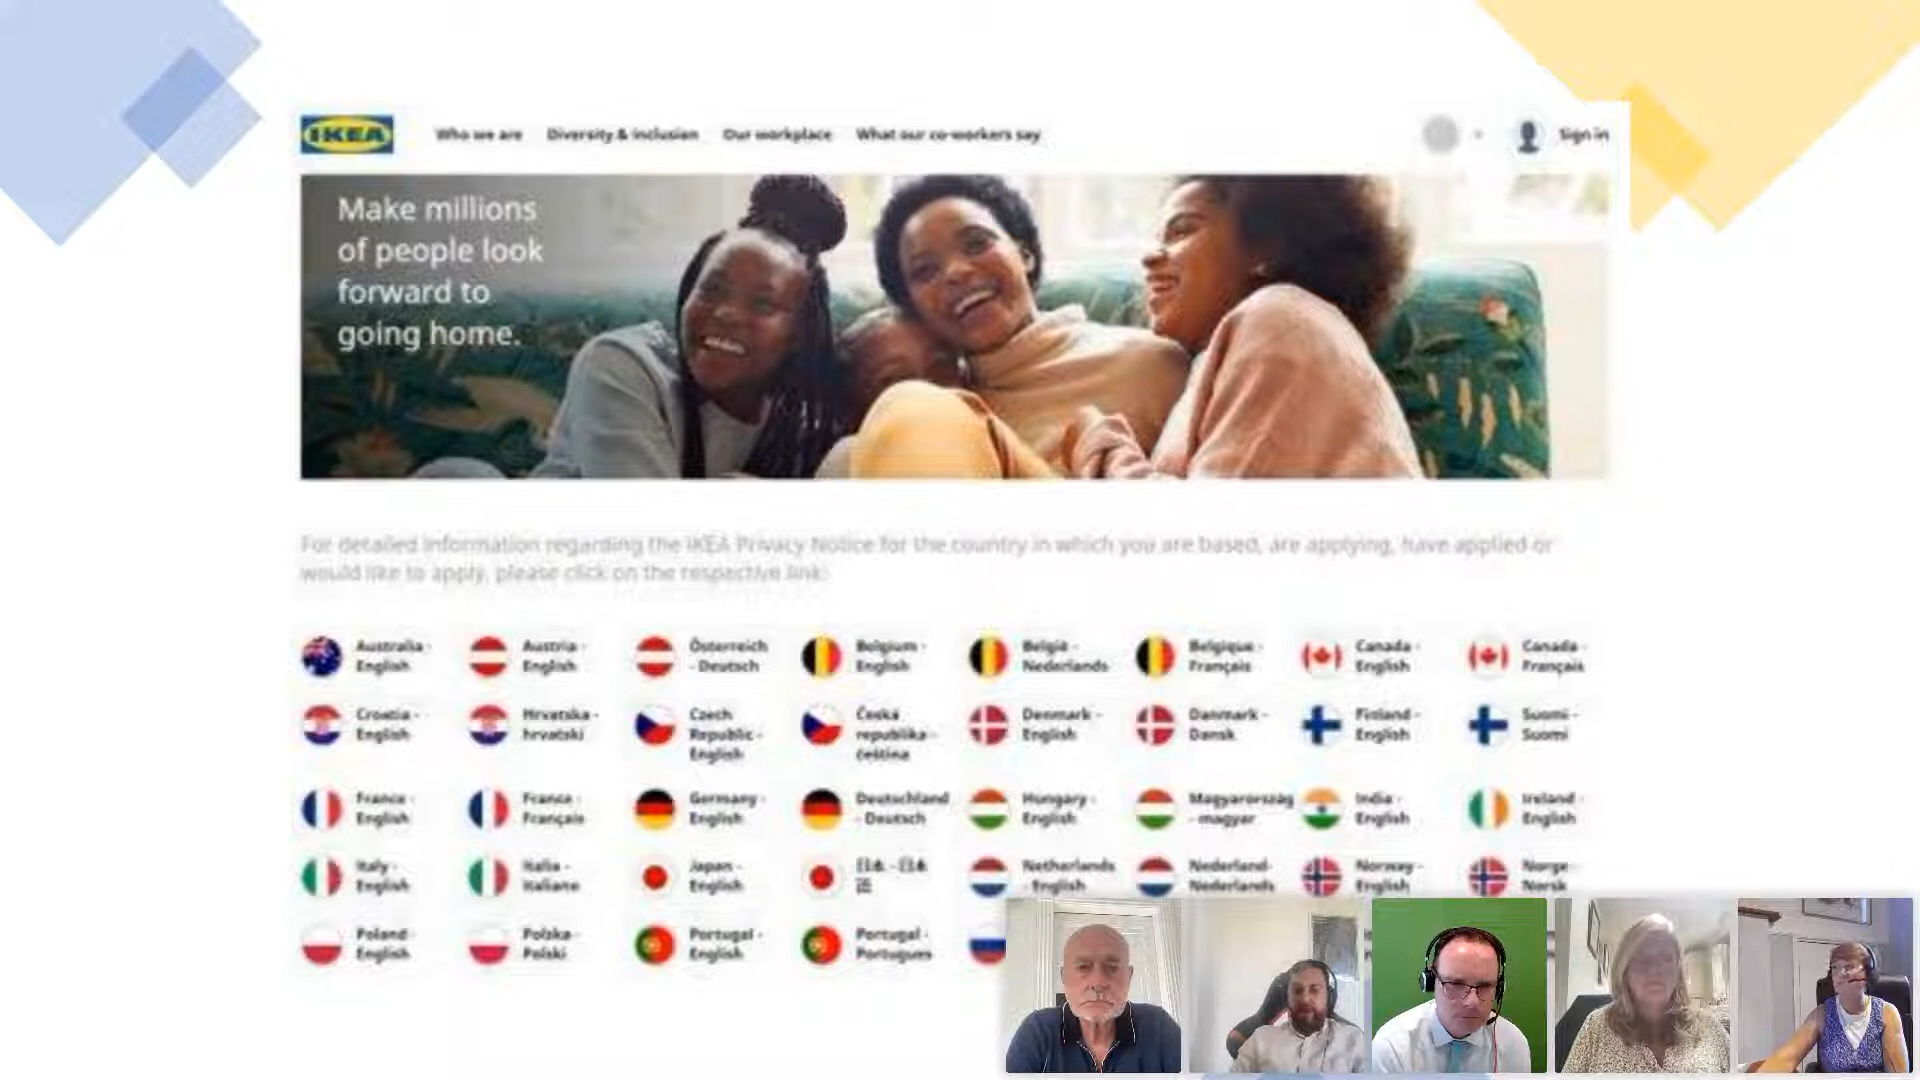 IKEA
Who we are Diversity & inclusion Our workplace What our co-workers say
Sign in
Make millions
of people look
forward to
going home.
For detailed information regarding the IKEA Privacy Notice for the country in which you are based, are applying, have applied or
would like to apply, please click on the respective link:
Australia - English
Austria - English
Österreich - Deutsch
Belgium - English
België - Nederlands
Belgique - Français
Canada - English
Canada - Français
Croatia - English
Hrvatska - hrvatski
Czech Republic - English
Česká republika - čeština
Denmark - English
Danmark - Dansk
Finland - English
Suomi - Suomi
France - English
France - Français
Germany - English
Deutschland - Deutsch
Hungary - English
Magyarország - magyar
India - English
Ireland - English
Italy - English
Italia - Italiano
Japan - English
日本 - 日本語
Netherlands - English
Nederland- Nederlands
Norway - English
Norge - Norsk
Poland - English
Polska - Polski
Portugal - English
Portugal - Portugues